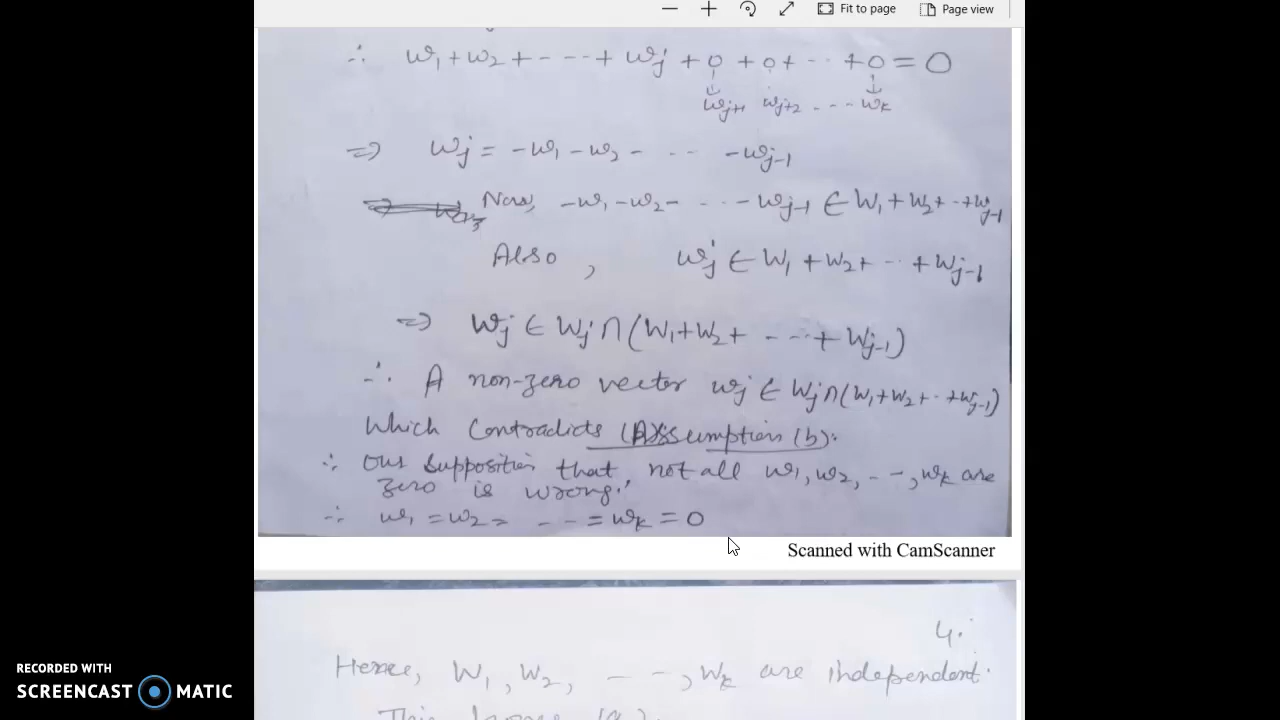 Fit to page Page view
∴ w1 + w2 + - - - - + wj + 0 + 0 + ·· + 0 = 0
wj+1 wj+2 - - - wk
⇒ wj = -w1 - w2 - ·· ·· -wj-1
Now, -w1 - w2 - ·· - wj-1 ∈ W1 + W2 + ·· + Wj-1
Also , wj ∈ W1 + W2 + ·· + Wj-1
⇒ wj ∈ Wj ∩ (W1 + W2 + - - - + Wj-1)
∴ A non-zero vector wj ∈ Wj ∩ (W1 + W2 + ·· + Wj-1)
Which Contradicts Assumption (b).
∴ Our Supposition that, not all w1, w2, - -, wk are
zero is wrong.
∴ w1 = w2 = - - = wk = 0
Scanned with CamScanner
4.
Hence, W1, W2, - - -, Wk are independent.
RECORDED WITH
SCREENCAST MATIC